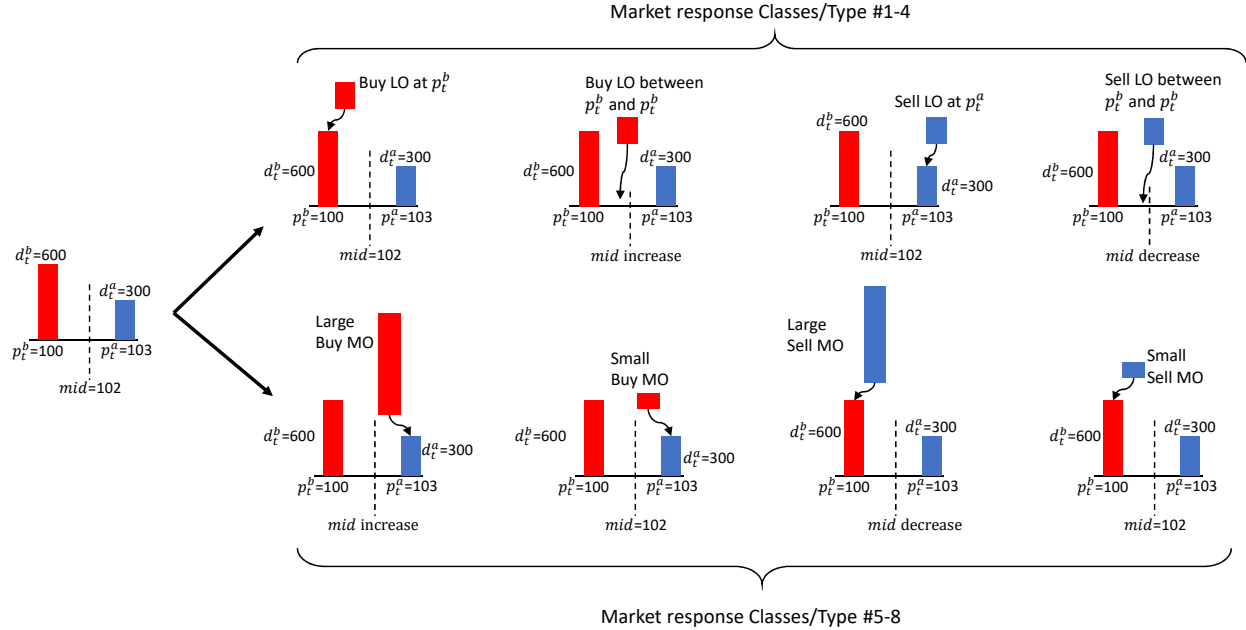 Market response Classes/Type #1-4
Buy LO at $p_t^b$
$d_t^b$=600
$d_t^a$=300
$p_t^b$=100
$p_t^a$=103
mid=102
Buy LO between
$p_t^b$ and $p_t^b$
$d_t^b$=600
$d_t^a$=300
$p_t^b$=100
$p_t^a$=103
mid increase
Sell LO at $p_t^a$
$d_t^b$=600
$d_t^a$=300
$p_t^b$=100
$p_t^a$=103
mid=102
Sell LO between
$p_t^b$ and $p_t^b$
$d_t^a$=300
$d_t^b$=600
$p_t^b$=100
$p_t^a$=103
mid decrease
$d_t^b$=600
$d_t^a$=300
$p_t^b$=100
$p_t^a$=103
mid=102
Large
Buy MO
$d_t^b$=600
$d_t^a$=300
$p_t^b$=100
$p_t^a$=103
mid increase
Small
Buy MO
$d_t^b$=600
$d_t^a$=300
$p_t^b$=100
$p_t^a$=103
mid=102
Large
Sell MO
$d_t^b$=600
$d_t^a$=300
$p_t^b$=100
$p_t^a$=103
mid decrease
Small
Sell MO
$d_t^b$=600
$d_t^a$=300
$p_t^b$=100
$p_t^a$=103
mid=102
Market response Classes/Type #5-8